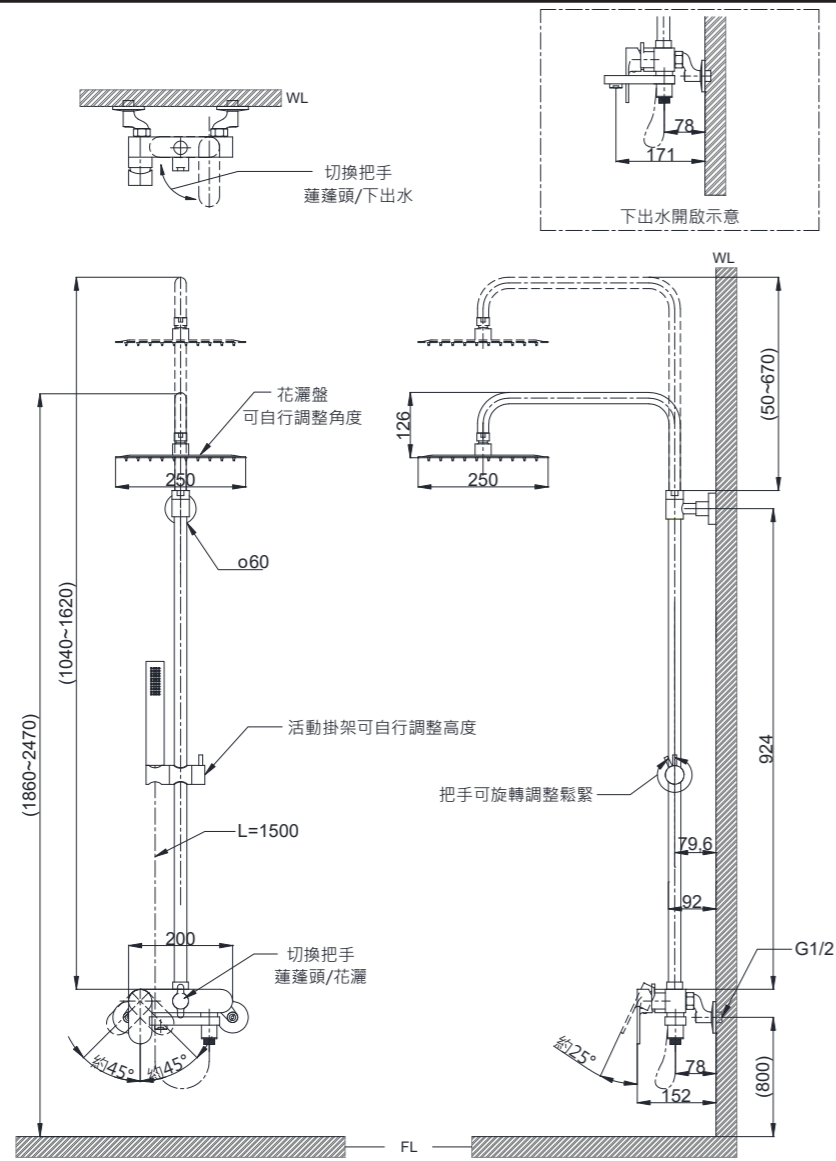 WL
切換把手
蓮蓬頭/下出水
78
171
下出水開啟示意
WL
花灑盤
可自行調整角度
250
o60
(1040~1620)
(1860~2470)
活動掛架可自行調整高度
L=1500
200
切換把手
蓮蓬頭/花灑
約45°
約45°
126
250
(50~670)
924
把手可旋轉調整鬆緊
79,6
92
G1/2
約25°
78
152
(800)
FL